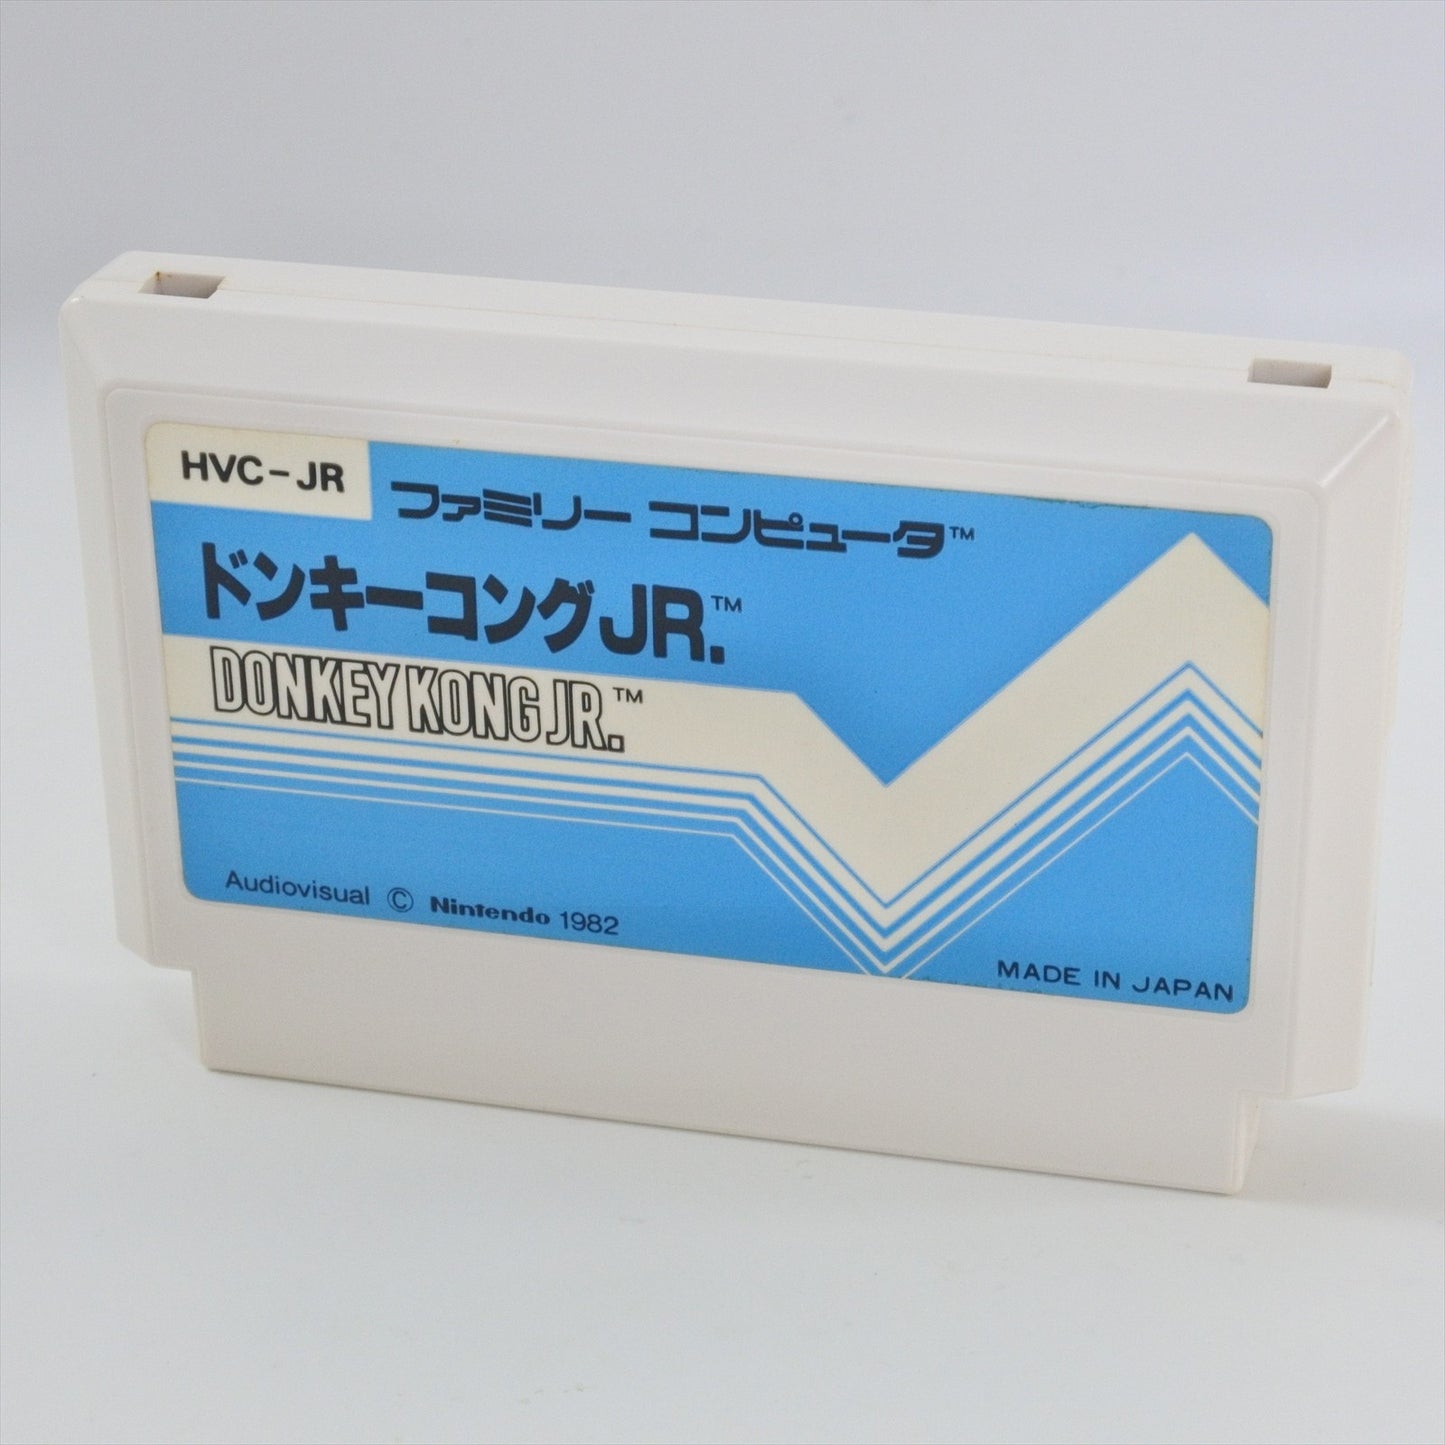 HVC-JR
ファミリー コンピュータ™
ドンキーコングJR.™
DONKEY KONG JR.™
Audiovisual © Nintendo 1982
MADE IN JAPAN